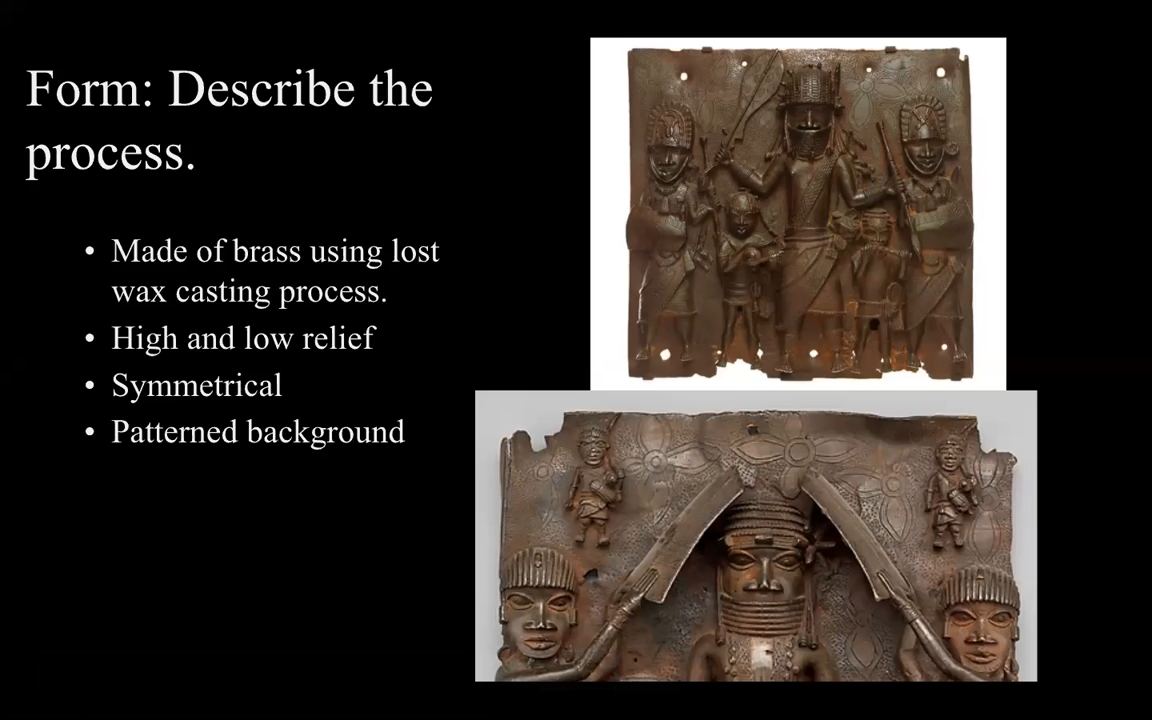 Form: Describe the
process.
• Made of brass using lost
wax casting process.
• High and low relief
• Symmetrical
• Patterned background